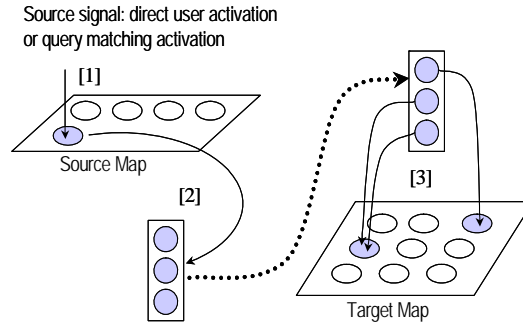 Source signal: direct user activation
or query matching activation
[1]
Source Map
[2]
[3]
Target Map